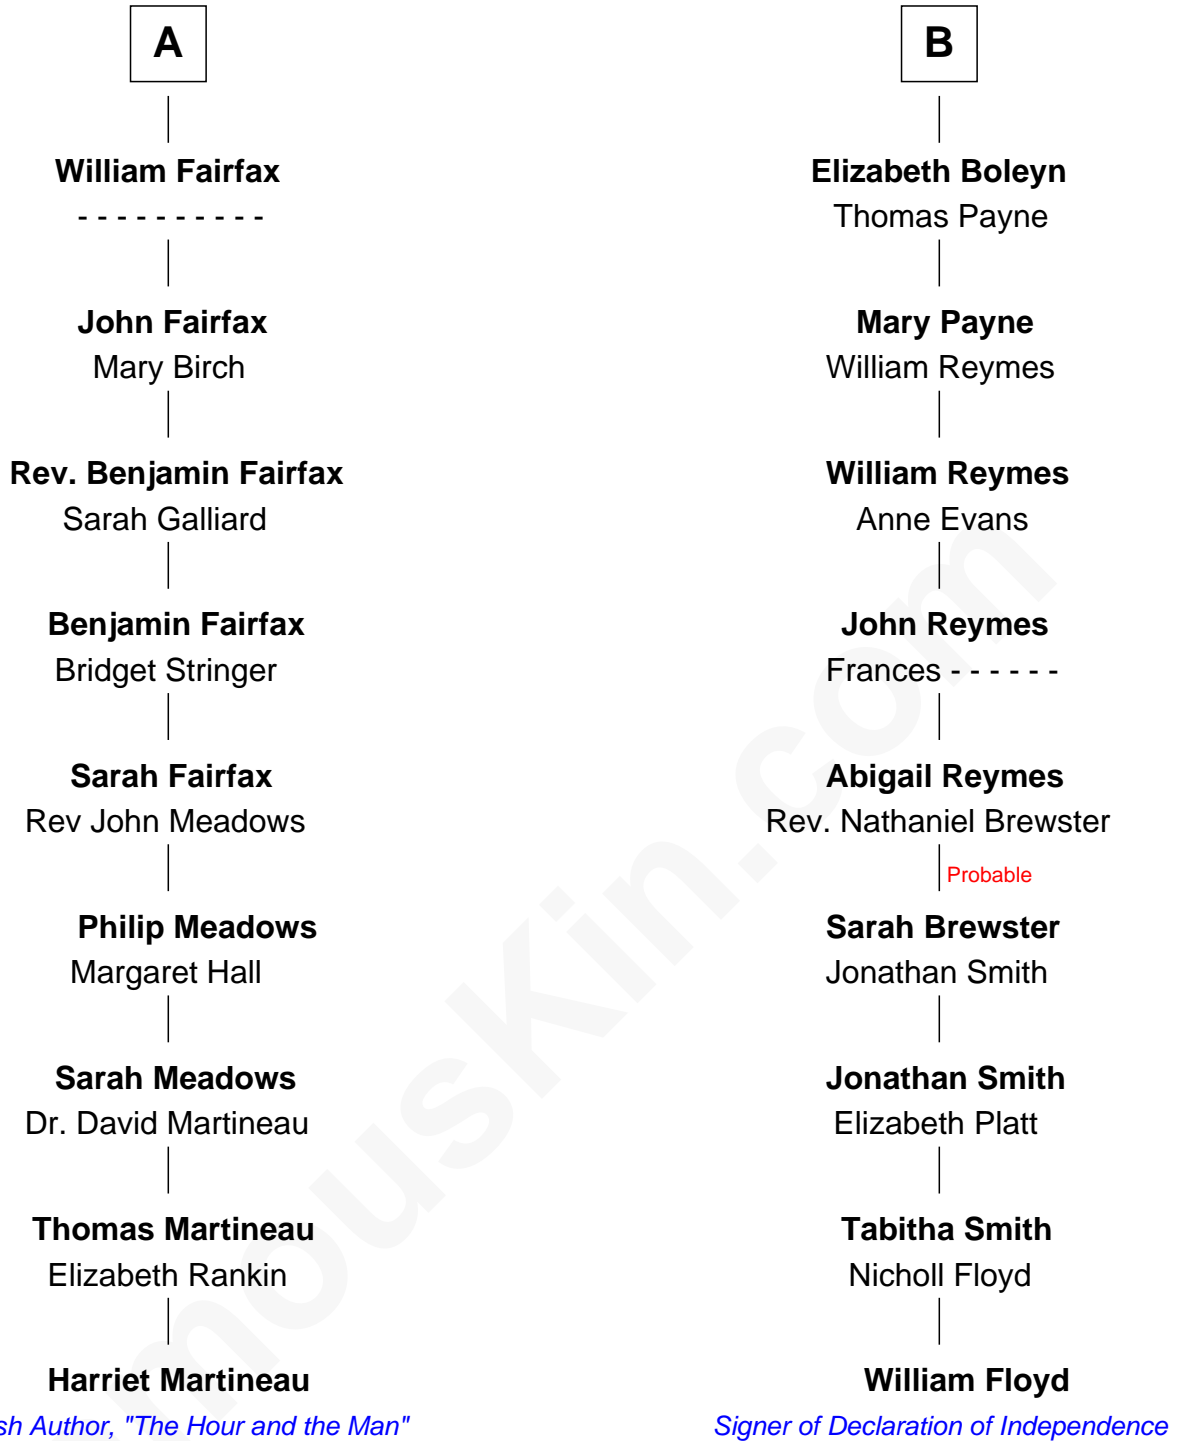 A
William Fairfax
- - - - - - - - - -
John Fairfax
Mary Birch
Rev. Benjamin Fairfax
Sarah Galliard
Benjamin Fairfax
Bridget Stringer
Sarah Fairfax
Rev John Meadows
Philip Meadows
Margaret Hall
Sarah Meadows
Dr. David Martineau
Thomas Martineau
Elizabeth Rankin
Harriet Martineau
sh Author, "The Hour and the Man"
B
Elizabeth Boleyn
Thomas Payne
Mary Payne
William Reymes
William Reymes
Anne Evans
John Reymes
Frances - - - - - -
Abigail Reymes
Rev. Nathaniel Brewster
Probable
Sarah Brewster
Jonathan Smith
Jonathan Smith
Elizabeth Platt
Tabitha Smith
Nicholl Floyd
William Floyd
Signer of Declaration of Independence
mousKin.com